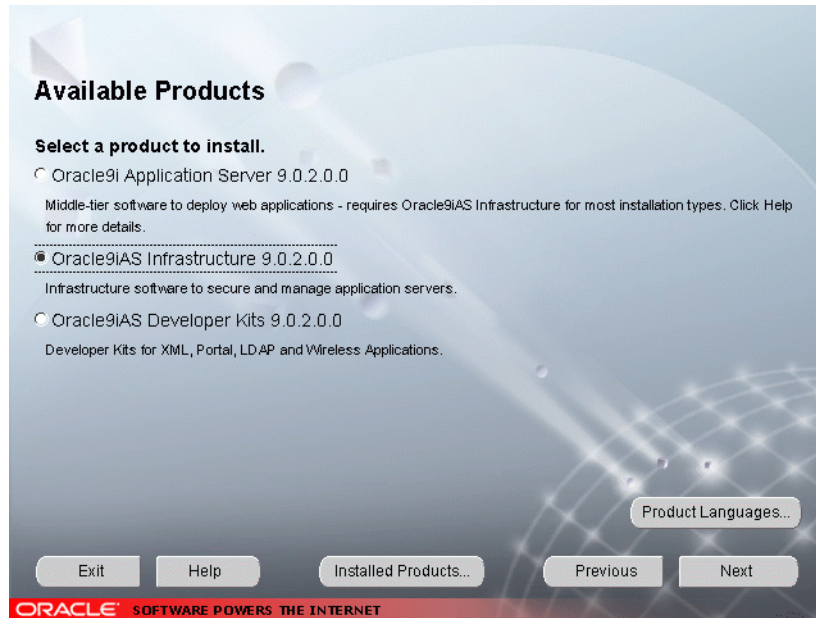 Available Products
Select a product to install.
Oracle9i Application Server 9.0.2.0.0
Middle-tier software to deploy web applications - requires Oracle9iAS Infrastructure for most installation types. Click Help
for more details.
Oracle9iAS Infrastructure 9.0.2.0.0
Infrastructure software to secure and manage application servers.
Oracle9iAS Developer Kits 9.0.2.0.0
Developer Kits for XML, Portal, LDAP and Wireless Applications.
Product Languages...
Exit Help Installed Products... Previous Next
ORACLE SOFTWARE POWERS THE INTERNET